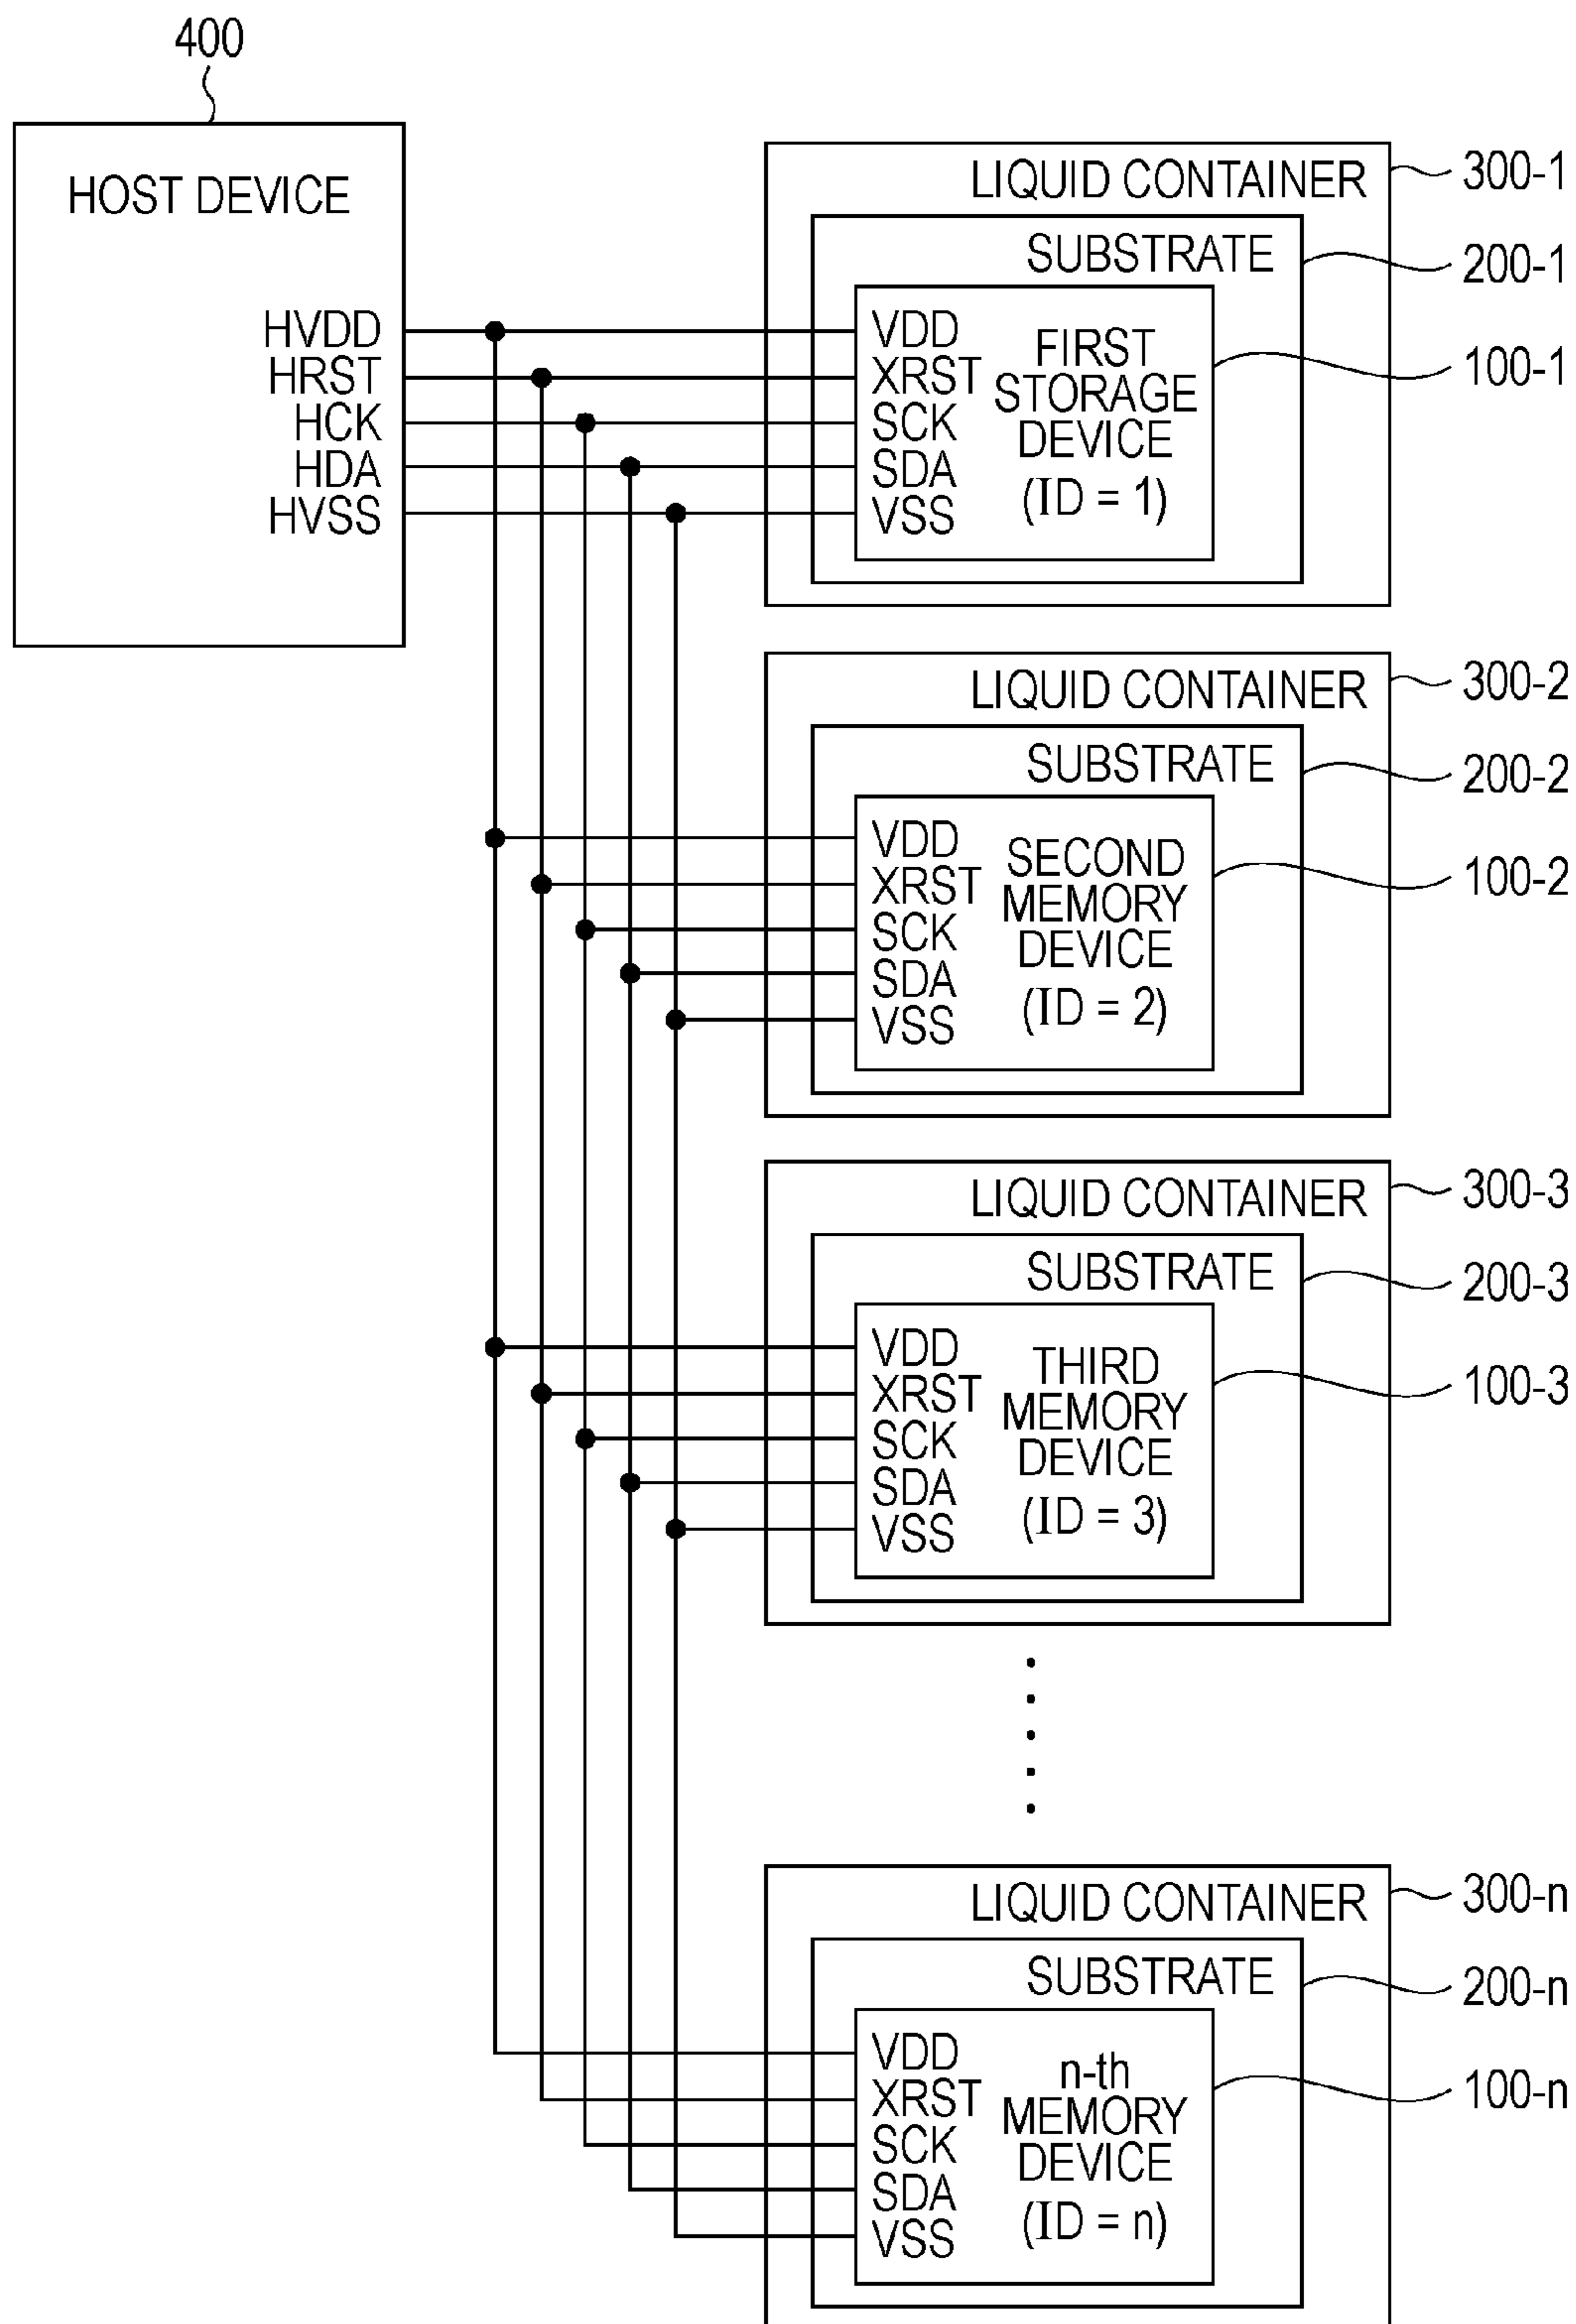 400
HOST DEVICE
HVDD
HRST
HCK
HDA
HVSS
LIQUID CONTAINER
300-1
SUBSTRATE
200-1
VDD
XRST
SCK
SDA
VSS
FIRST
STORAGE
DEVICE
(ID = 1)
100-1
LIQUID CONTAINER
300-2
SUBSTRATE
200-2
VDD
XRST
SCK
SDA
VSS
SECOND
MEMORY
DEVICE
(ID = 2)
100-2
LIQUID CONTAINER
300-3
SUBSTRATE
200-3
VDD
XRST
SCK
SDA
VSS
THIRD
MEMORY
DEVICE
(ID = 3)
100-3
LIQUID CONTAINER
300-n
SUBSTRATE
200-n
VDD
XRST
SCK
SDA
VSS
n-th
MEMORY
DEVICE
(ID = n)
100-n